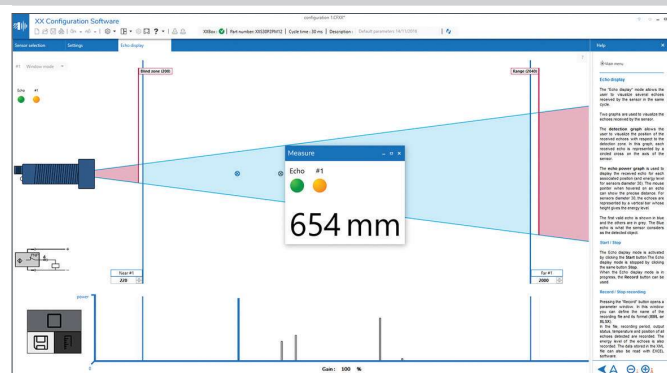 XX Configuration Software
configuration 1CFX*
XXBox:
Part number: XXS30P2PM12
Cycle time : 30 ms
Description :
Default parameters 14/11/2019
Sensor selection
Settings
Echo display
#1
Window mode
Echo #1
Blind zone (200)
Range (2040)
Measure
Echo #1
654 mm
Near #1
220
Far #1
2000
power
0
Gain: 100 %
Help
Main menu
Echo display
The "Echo display" mode allows the
user to visualize several echoes
received by the sensor in the same
cycle.
Two graphs are used to visualize the
echoes received by the sensor.
The detection graph allows the
user to visualize the position of the
received echoes with respect to the
detection zone. In this graph, each
received echo is represented by a
circled cross on the axis of the
sensor.
The echo power graph is used to
display the received echo for each
associated position (and energy level
for sensors diameter 30). The mouse
pointer when hovered on an echo
can show the precise distance. For
sensors diameter 30, the echoes are
represented by a vertical bar whose
height gives the energy level.
The first valid echo is shown in blue
and the others are in grey. The Blue
echo is what the sensor considers
as the detected object.
Start / Stop
The Echo display mode is activated
by clicking the Start button The Echo
display mode is stopped by clicking
the same button Stop.
When the Echo display mode is in
progress, the Record button can be
used.
Record / Stop recording
Pressing the "Record" button opens a
parameter window. In this window
you can define the name of the
recording file and its format (XML or
XLSX).
In the file, recording period, output
status, temperature and position of all
echoes detected are recorded. The
energy level of the echoes is also
recorded. The data stored in the XML
file can also be read with EXCEL
software.